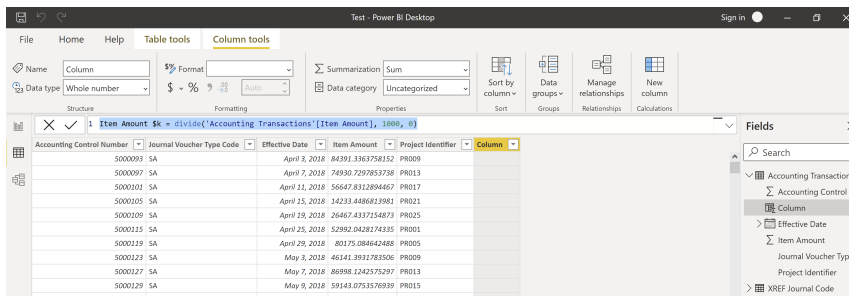 Test - Power BI Desktop
Sign in
File Home Help Table tools Column tools
Name Column $% Format Summarization Sum
Data type Whole number $ % 9 Auto Data category Uncategorized
Sort by column
Data groups
Manage relationships
New column
Structure Formatting Properties Sort Groups Relationships Calculations
1 Item Amount $k = divide('Accounting Transactions'[Item Amount], 1000, 0)
Accounting Control Number Journal Voucher Type Code Effective Date Item Amount Project Identifier Column
5000093 SA April 3, 2018 84391.3363758152 PR009
5000097 SA April 7, 2018 74930.7297853738 PR013
5000101 SA April 11, 2018 56647.8312894467 PR017
5000105 SA April 15, 2018 14233.4486813981 PR021
5000109 SA April 19, 2018 26467.4337154873 PR025
5000115 SA April 25, 2018 52992.0428174335 PR001
5000119 SA April 29, 2018 80175.084642488 PR005
5000123 SA May 3, 2018 46141.3931783506 PR009
5000127 SA May 7, 2018 86998.1242575297 PR013
5000129 SA May 9, 2018 59143.0753576939 PR015
Fields
Search
Accounting Transaction
Accounting Control
Column
Effective Date
Item Amount
Journal Voucher Typ
Project Identifier
XREF Journal Code